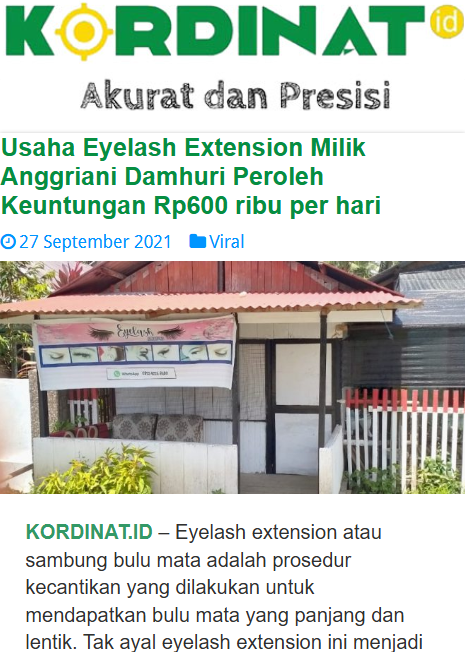 KORDINAT id
Akurat dan Presisi
Usaha Eyelash Extension Milik
Anggriani Damhuri Peroleh
Keuntungan Rp600 ribu per hari
27 September 2021 Viral
Eyelash
KORDINAT.ID – Eyelash extension atau
sambung bulu mata adalah prosedur
kecantikan yang dilakukan untuk
mendapatkan bulu mata yang panjang dan
lentik. Tak ayal eyelash extension ini menjadi